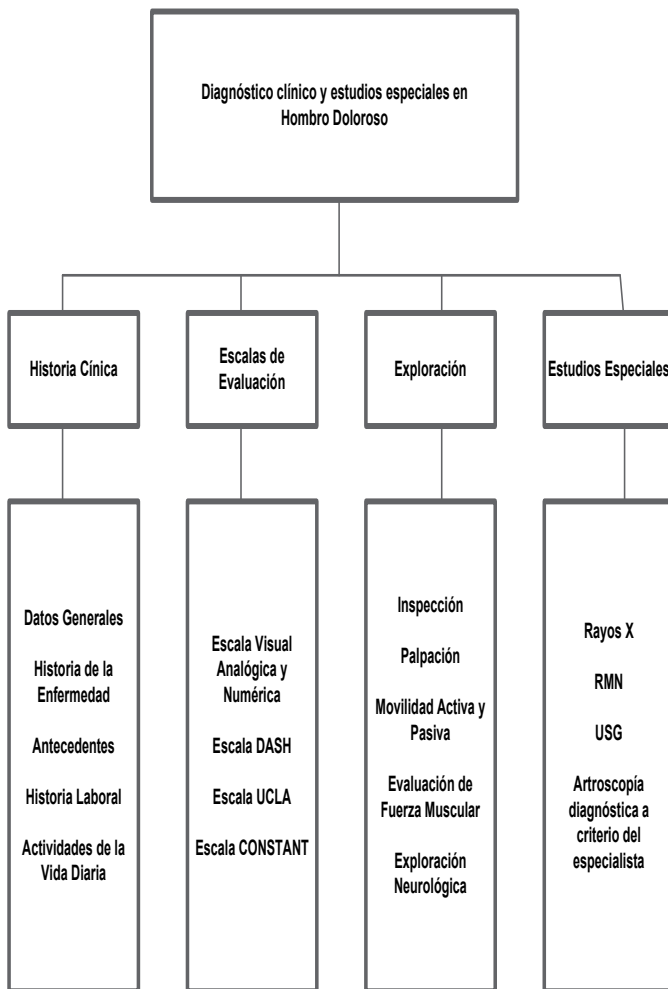 Diagnóstico clínico y estudios especiales en
Hombro Doloroso
Historia Cínica
Escalas de
Evaluación
Exploración
Estudios Especiales
Datos Generales
Historia de la
Enfermedad
Antecedentes
Historia Laboral
Actividades de la
Vida Diaria
Escala Visual
Analógica y
Numérica
Escala DASH
Escala UCLA
Escala CONSTANT
Inspección
Palpación
Movilidad Activa y
Pasiva
Evaluación de
Fuerza Muscular
Exploración
Neurológica
Rayos X
RMN
USG
Artroscopía
diagnóstica a
criterio del
especialista